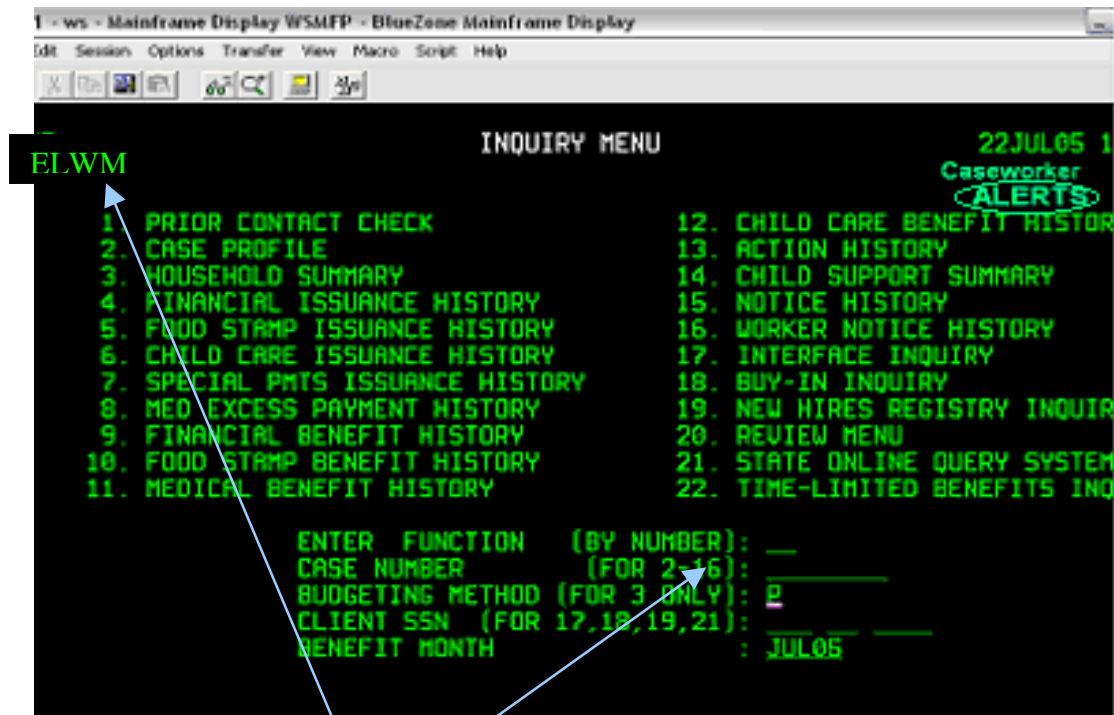 1 - ws - Mainframe Display WSMFP - BlueZone Mainframe Display
Edit Session Options Transfer View Macro Script Help
INQUIRY MENU 22JUL05 1
ELWM
Caseworker
ALERTS
1. PRIOR CONTACT CHECK 12. CHILD CARE BENEFIT HISTOR
2. CASE PROFILE 13. ACTION HISTORY
3. HOUSEHOLD SUMMARY 14. CHILD SUPPORT SUMMARY
4. FINANCIAL ISSUANCE HISTORY 15. NOTICE HISTORY
5. FOOD STAMP ISSUANCE HISTORY 16. WORKER NOTICE HISTORY
6. CHILD CARE ISSUANCE HISTORY 17. INTERFACE INQUIRY
7. SPECIAL PMTS ISSUANCE HISTORY 18. BUY-IN INQUIRY
8. MED EXCESS PAYMENT HISTORY 19. NEW HIRES REGISTRY INQUIR
9. FINANCIAL BENEFIT HISTORY 20. REVIEW MENU
10. FOOD STAMP BENEFIT HISTORY 21. STATE ONLINE QUERY SYSTEM
11. MEDICAL BENEFIT HISTORY 22. TIME-LIMITED BENEFITS INQ
ENTER FUNCTION (BY NUMBER): __
CASE NUMBER (FOR 2-16): ________
BUDGETING METHOD (FOR 3 ONLY): P
CLIENT SSN (FOR 17,18,19,21): ___ __ ____
BENEFIT MONTH : JUL05